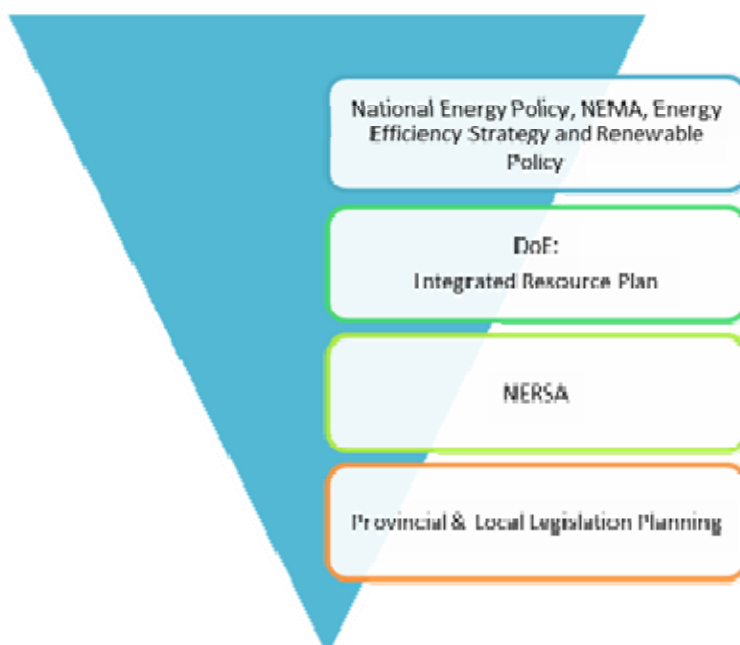 National Energy Policy, NEMA, Energy
Efficiency Strategy and Renewable
Policy
DoE:
Integrated Resource Plan
NERSA
Provincial & Local Legislation Planning